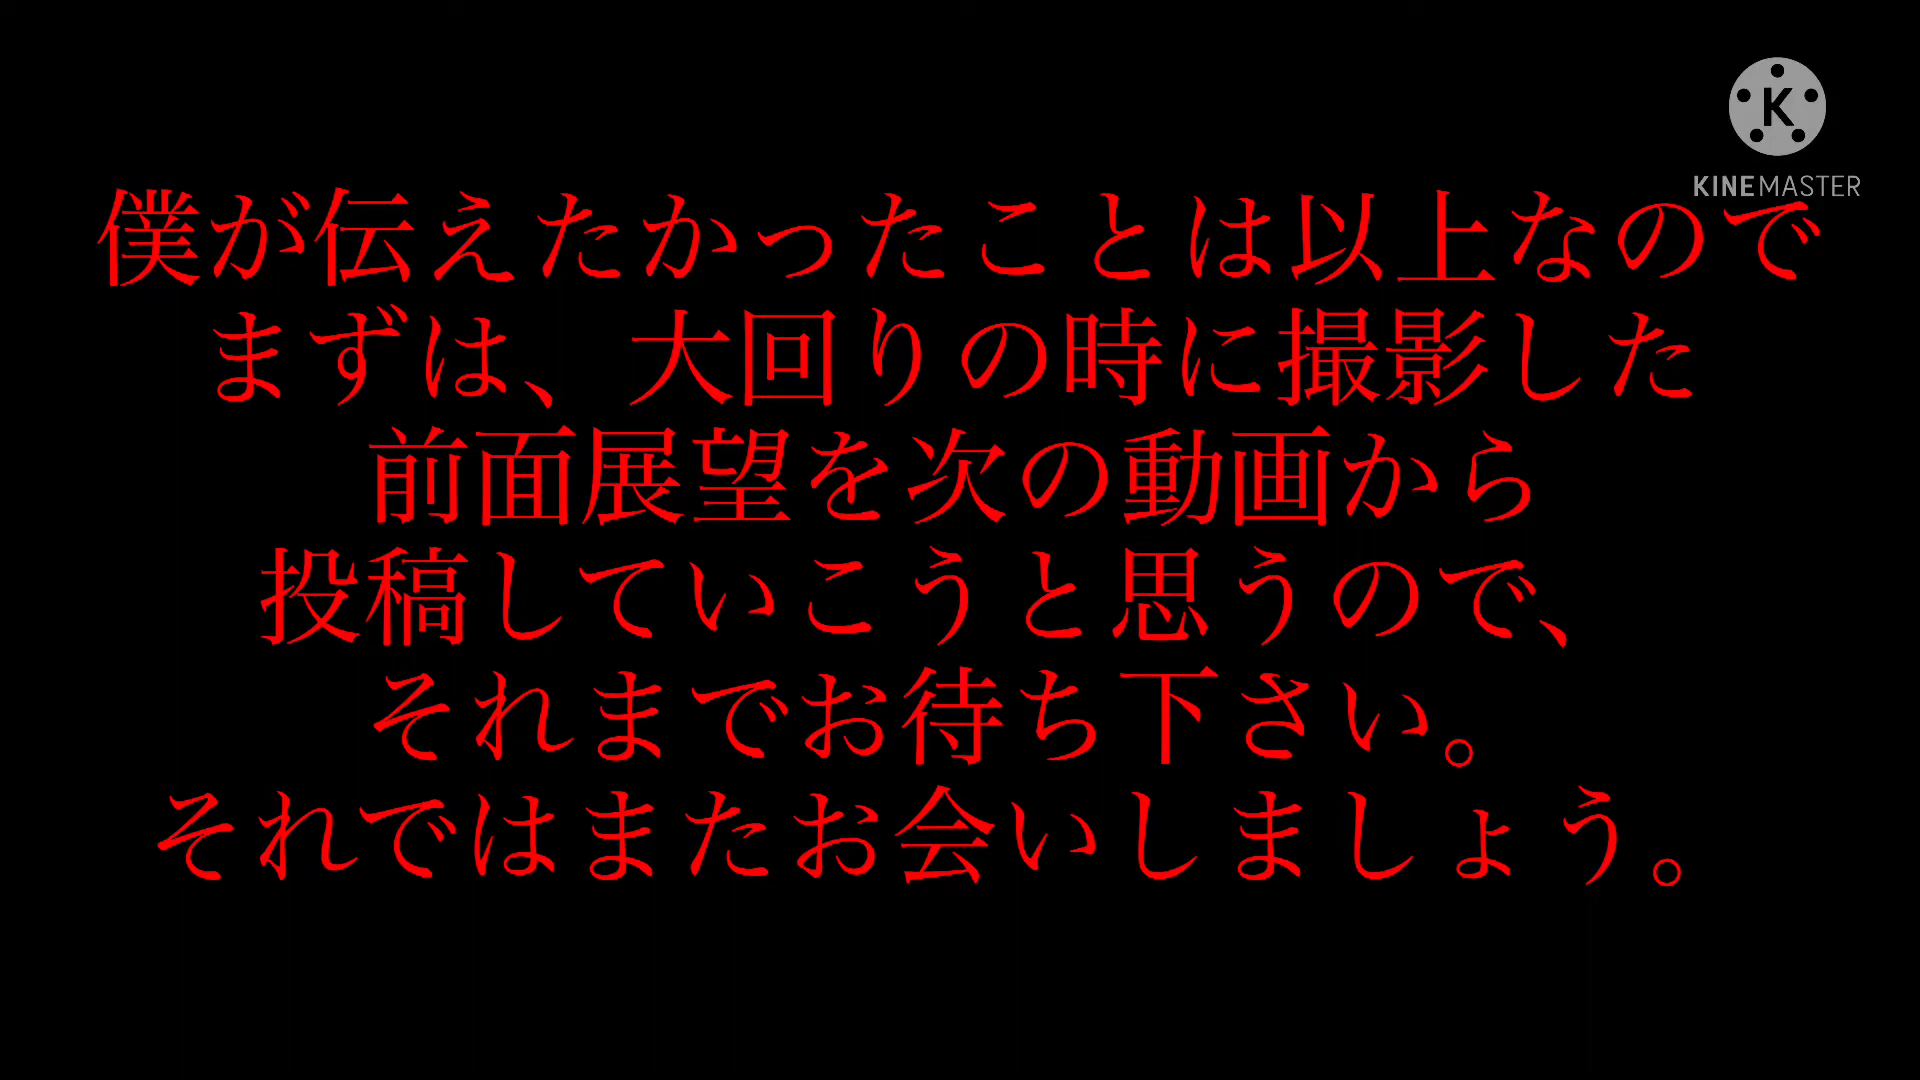 KINEMASTER
僕が伝えたかったことは以上なので
まずは、大回りの時に撮影した
前面展望を次の動画から
投稿していこうと思うので、
それまでお待ち下さい。
それではまたお会いしましょう。